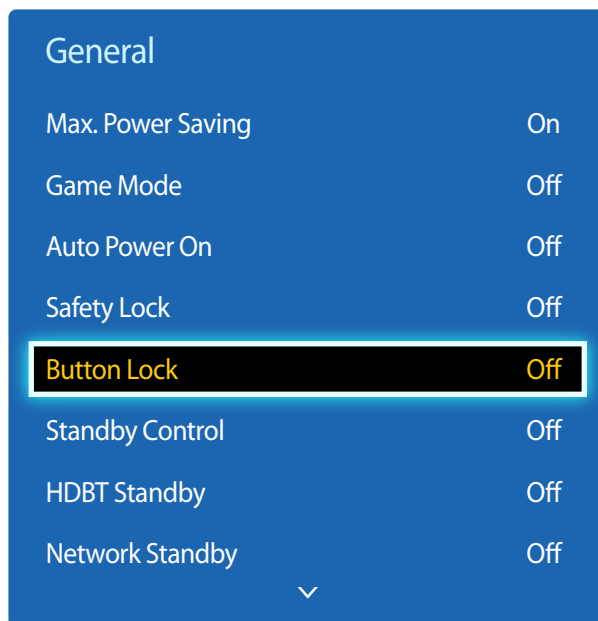 General
Max. Power Saving On
Game Mode Off
Auto Power On Off
Safety Lock Off
Button Lock Off
Standby Control Off
HDBT Standby Off
Network Standby Off